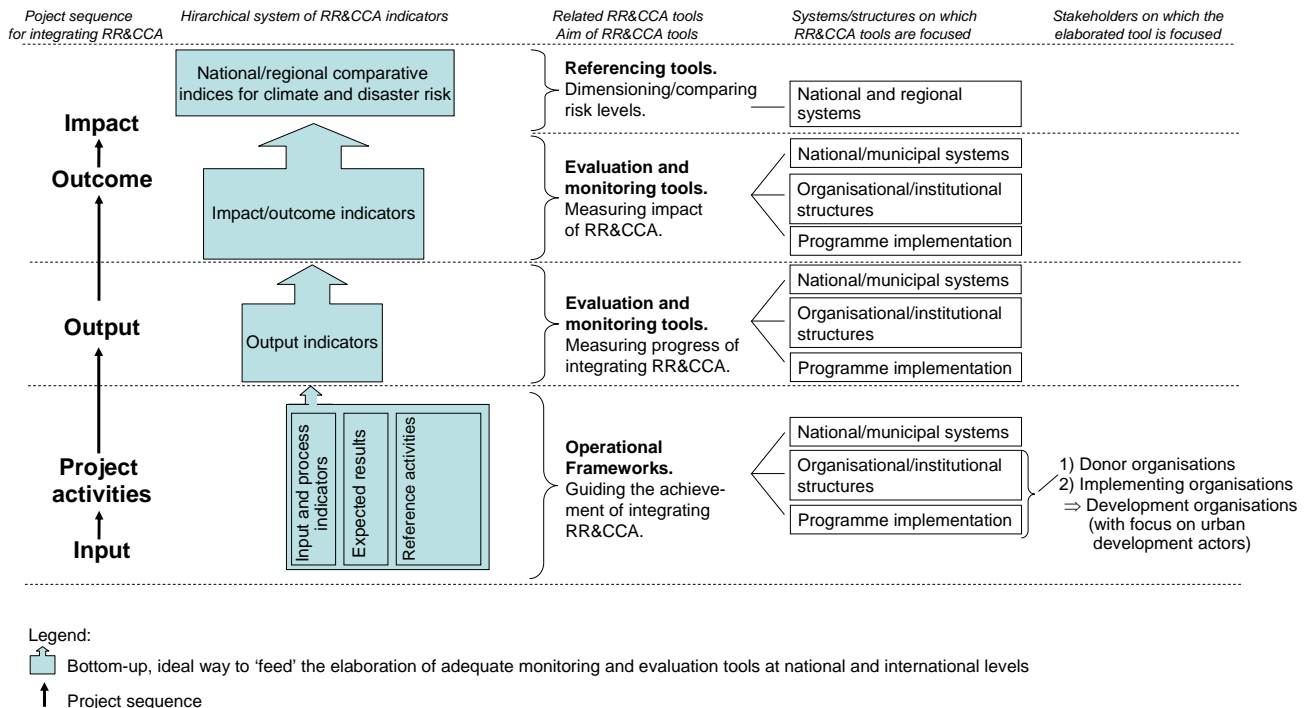 Poject sequence
for integrating RR&CCA
Hirarchical system of RR&CCA indicators
Related RR&CCA tools
Aim of RR&CCA tools
Systems/structures on which
RR&CCA tools are focused
Stakeholders on which the
elaborated tool is focused
Impact
Outcome
Output
Project
activities
Input
National/regional comparative
indices for climate and disaster risk
Impact/outcome indicators
Output indicators
Input and process
indicators
Expected results
Reference activities
Referencing tools.
Dimensioning/comparing
risk levels.
National and regional
systems
Evaluation and
monitoring tools.
Measuring impact
of RR&CCA.
National/municipal systems
Organisational/institutional
structures
Programme implementation
Evaluation and
monitoring tools.
Measuring progress of
integrating RR&CCA.
National/municipal systems
Organisational/institutional
structures
Programme implementation
Operational
Frameworks.
Guiding the achieve-
ment of integrating
RR&CCA.
National/municipal systems
Organisational/institutional
structures
Programme implementation
1) Donor organisations
2) Implementing organisations
⇒ Development organisations
(with focus on urban
development actors)
Legend:
Bottom-up, ideal way to ‘feed’ the elaboration of adequate monitoring and evaluation tools at national and international levels
Project sequence